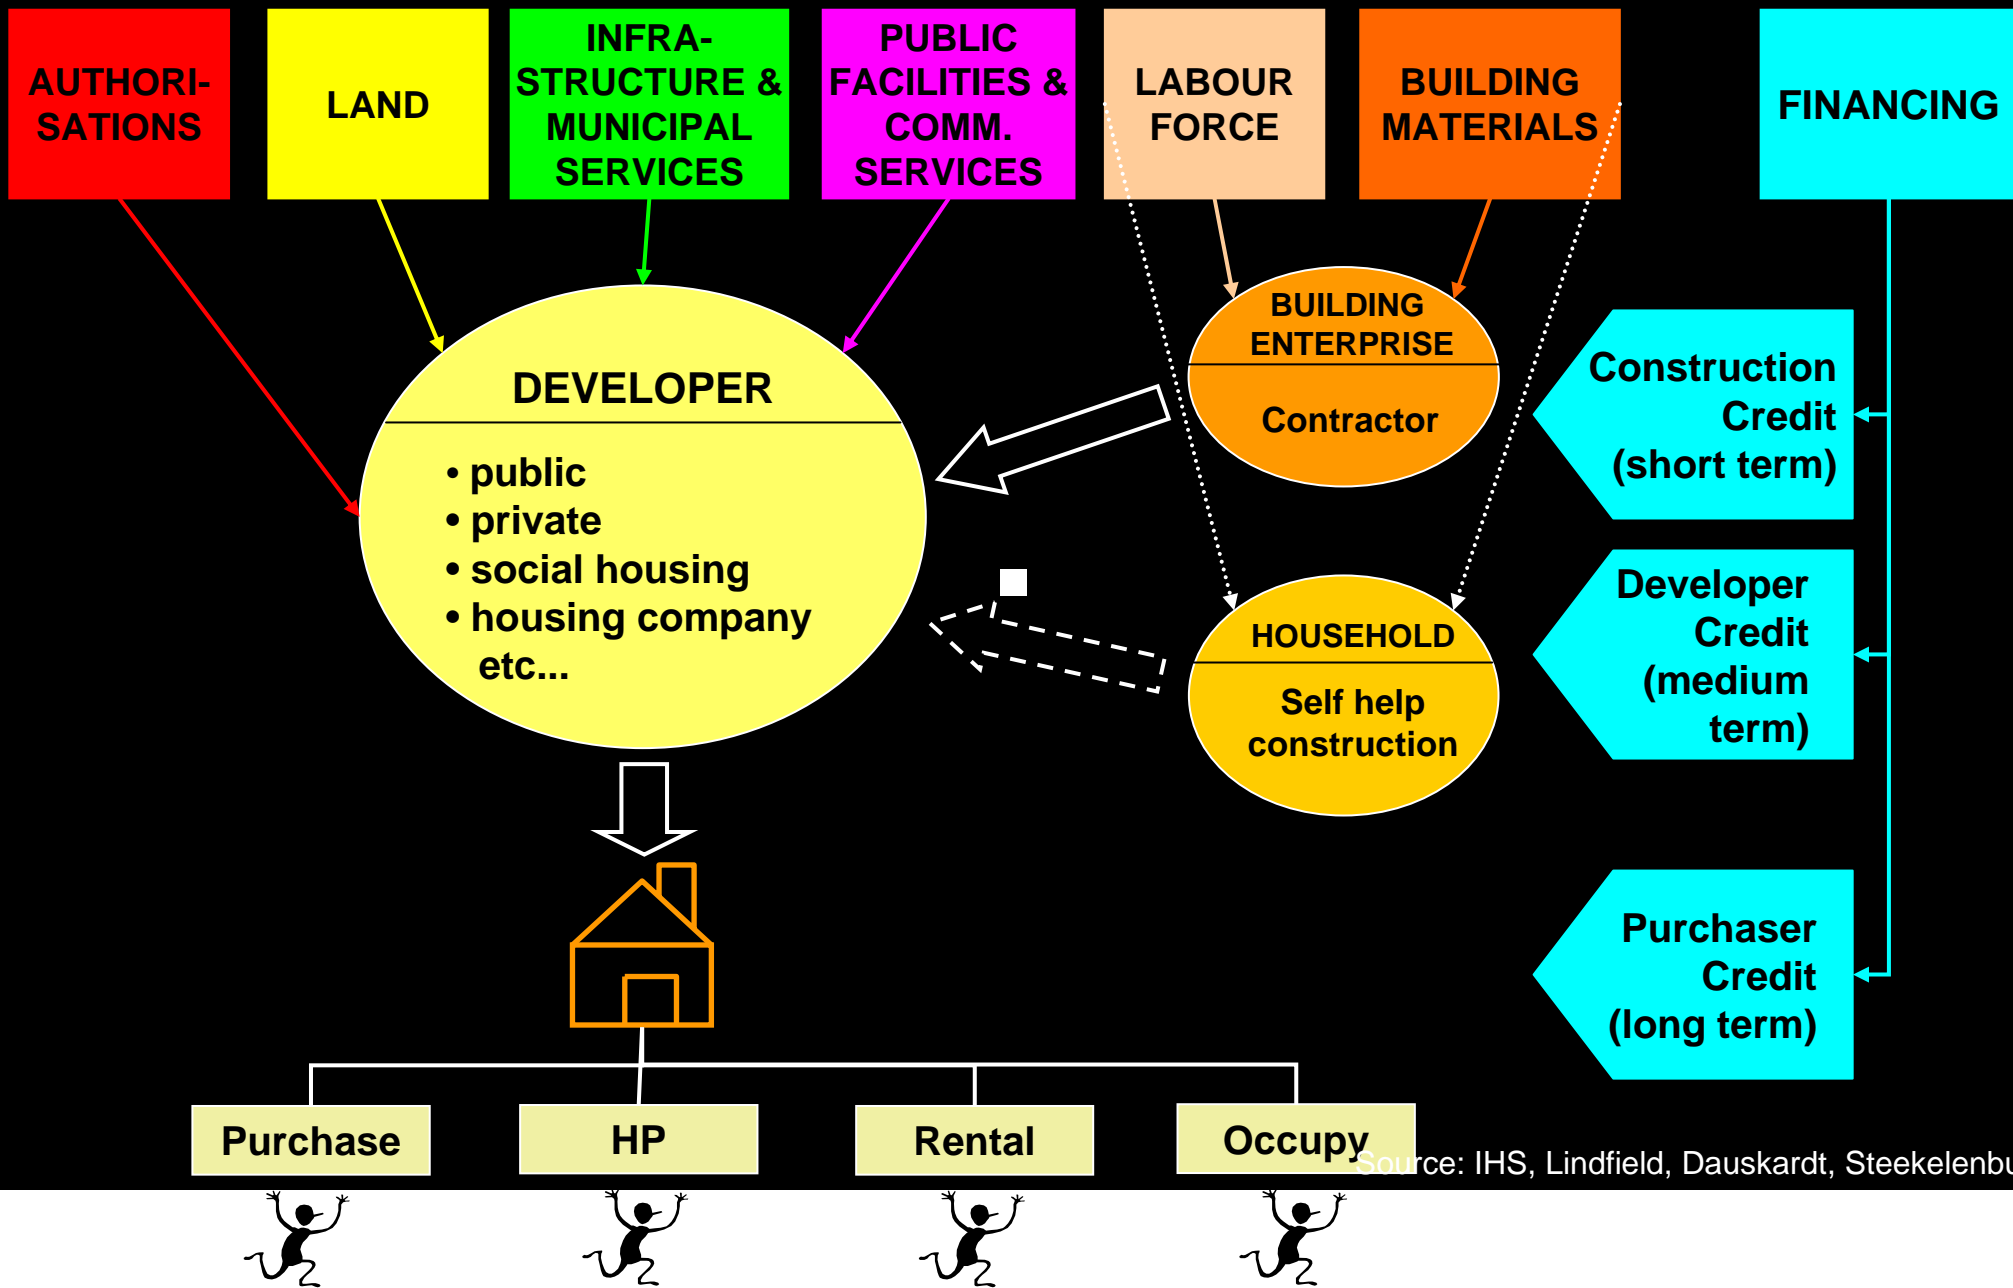 AUTHORI-
SATIONS
LAND
INFRA-
STRUCTURE &
MUNICIPAL
SERVICES
PUBLIC
FACILITIES &
COMM.
SERVICES
LABOUR
FORCE
BUILDING
MATERIALS
FINANCING
DEVELOPER
• public
• private
• social housing
• housing company
etc...
BUILDING
ENTERPRISE
Contractor
HOUSEHOLD
Self help
construction
Construction
Credit
(short term)
Developer
Credit
(medium
term)
Purchaser
Credit
(long term)
Purchase
HP
Rental
Occupy
Source: IHS, Lindfield, Dauskardt, Steekelenbu